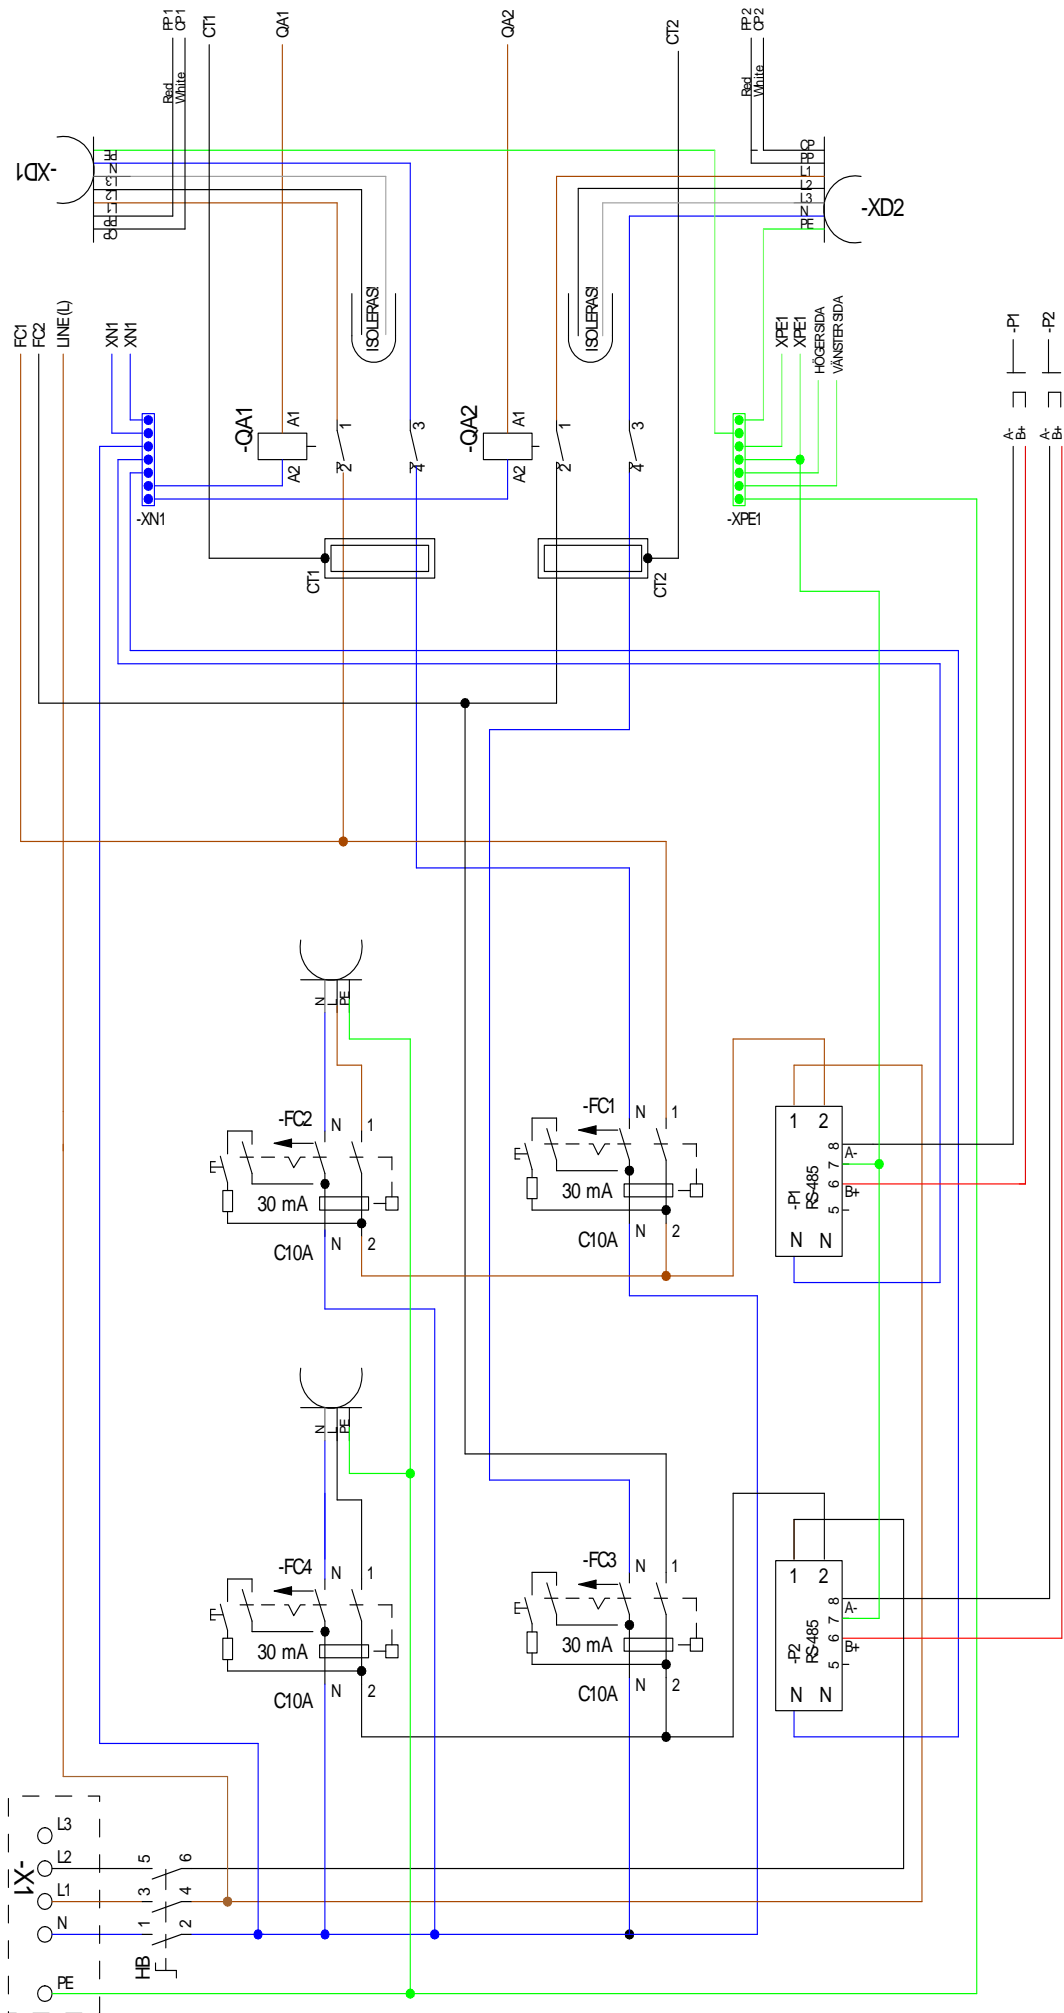 PP1
CP1
CT1
QA1
QA2
CT2
PP2
CP2
Red
White
Red
White
-XD1
PE
N
L3
L2
L1
PP
CP
CP
PP
L1
L2
L3
N
PE
-XD2
FC1
FC2
LINE (L)
XN1
XN1
ISOLERAS!
ISOLERAS!
XPE1
XPE1
HÖGER SIDA
VÄNSTER SIDA
-P1
-P2
-QA1
A1
A2
1
2
3
4
-QA2
A1
A2
1
2
3
4
A-
B+
A-
B+
-XN1
-XPE1
CT1
CT2
N
L
PE
-FC2
N
1
30 mA
C10A
N
2
-FC1
N
1
30 mA
C10A
N
2
1
2
-P1
RS485
8
7
6
5
A-
B+
N
N
N
L
PE
-FC4
N
1
30 mA
C10A
N
2
-FC3
N
1
30 mA
C10A
N
2
1
2
-P2
RS485
8
7
6
5
A-
B+
N
N
-X1
L3
L2
L1
N
PE
5
6
3
4
1
2
HB